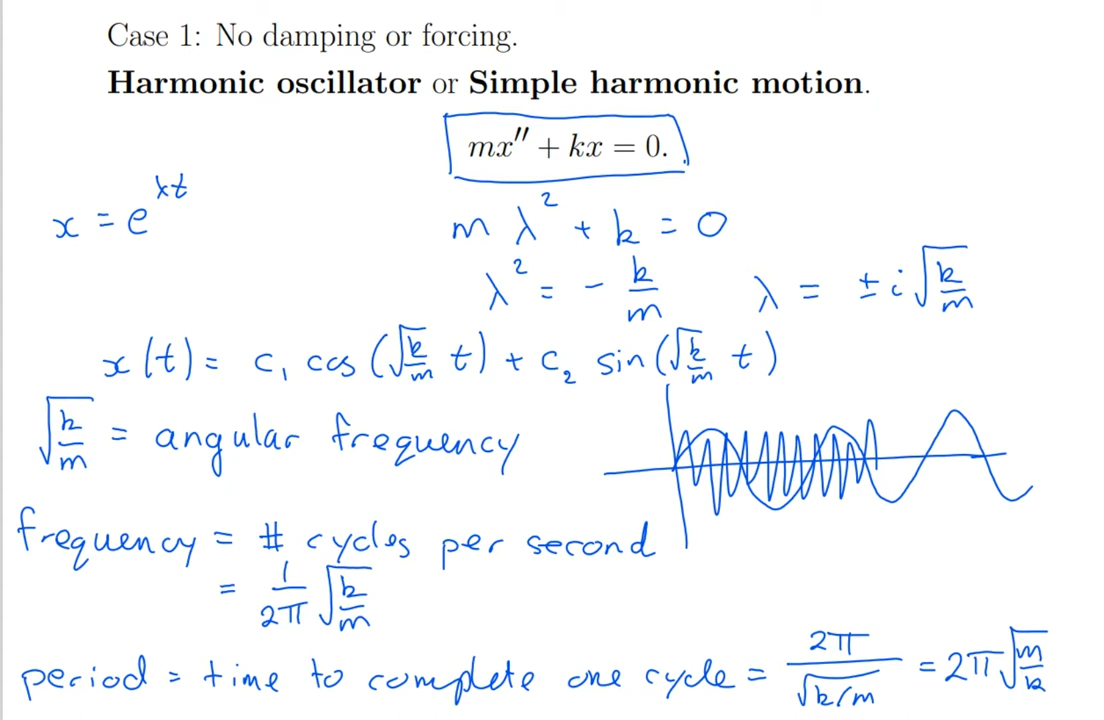 Case 1: No damping or forcing.
Harmonic oscillator or Simple harmonic motion.
mx″ + kx = 0.
x = e^{λt}
mλ² + k = 0
λ² = -k/m   λ = ± i√(k/m)
x(t) = c₁ cos(√(k/m) t) + c₂ sin(√(k/m) t)
√(k/m) = angular frequency
frequency = # cycles per second
= 1/2π √(k/m)
period = time to complete one cycle = 2π/√(k/m) = 2π√(m/k)